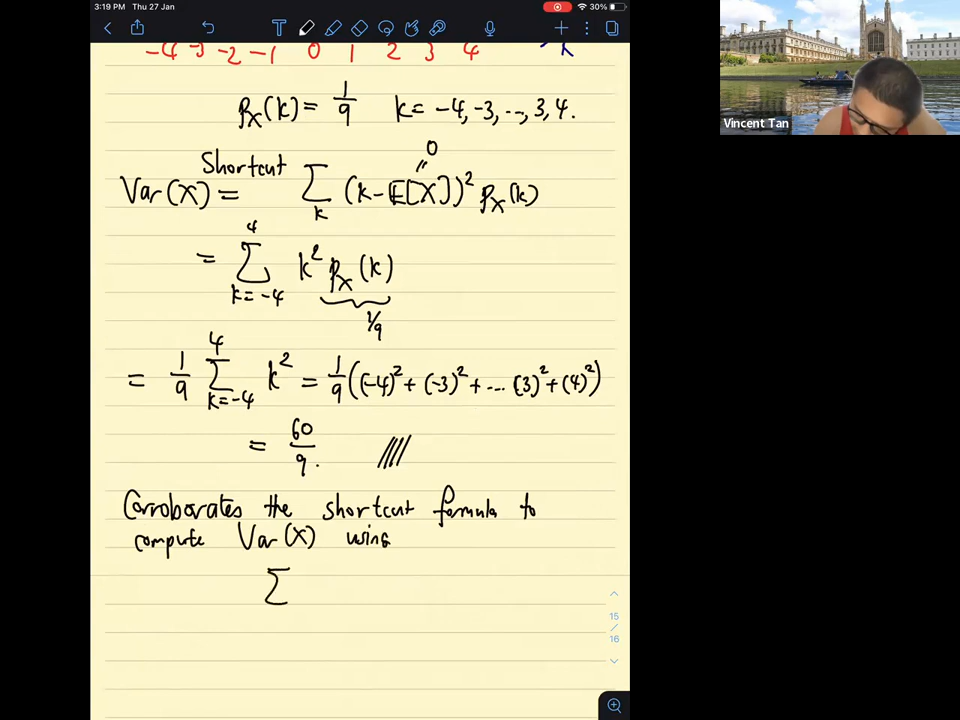 3:19 PM Thu 27 Jan
30%
-4 -3 -2 -1 0 1 2 3 4 k
p_X(k) = 1/9 k = -4, -3, ..., 3, 4.
Shortcut
0
Var(X) = Σ_k (k - E[X])² p_X(k)
= Σ_{k=-4}^{4} k² p_X(k)
1/9
= 1/9 Σ_{k=-4}^{4} k² = 1/9 ((-4)² + (-3)² + ... (3)² + (4)²)
= 60/9.
Corroborates the shortcut formula to
compute Var(X) using
Σ
15
/
16
Vincent Tan